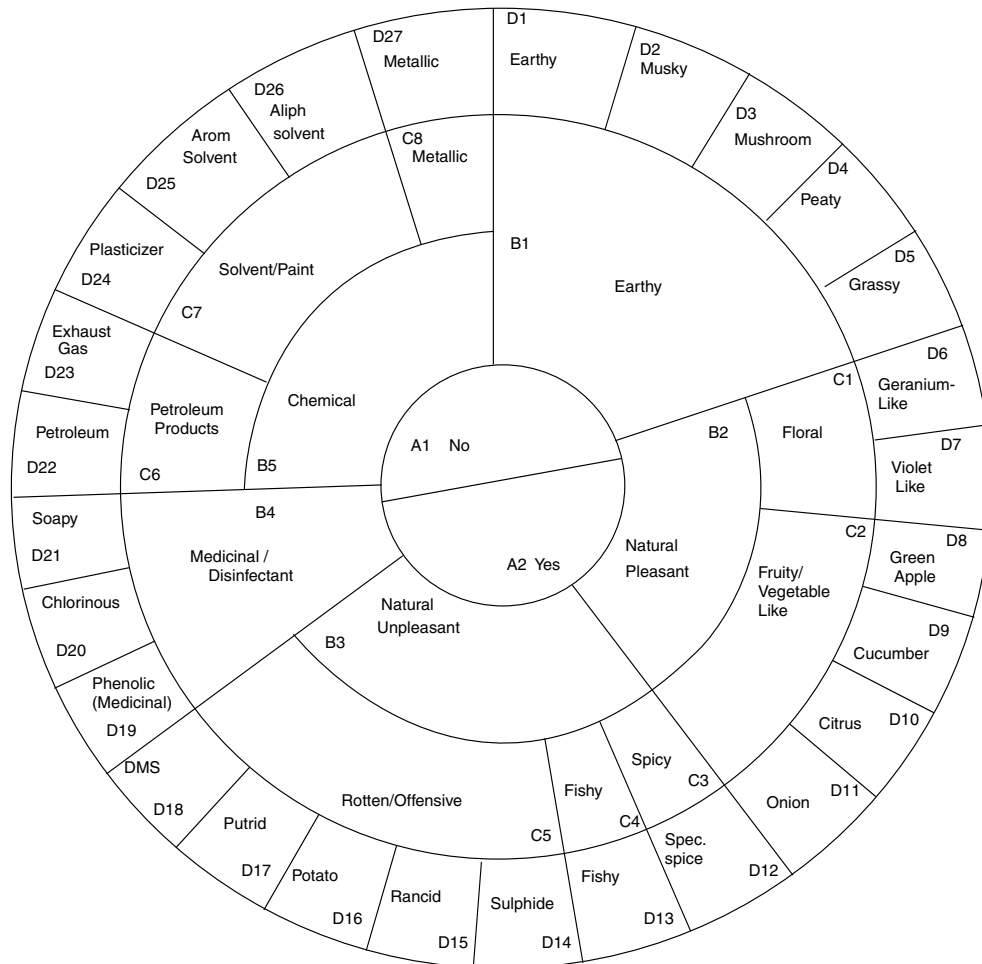 D1
Earthy
D2
Musky
D3
Mushroom
D4
Peaty
D5
Grassy
D6
Geranium-
Like
D7
Violet
Like
D8
Green
Apple
D9
Cucumber
D10
Citrus
D11
Onion
D12
Spec.
spice
D13
Fishy
D14
Sulphide
D15
Rancid
D16
Potato
D17
Putrid
D18
DMS
D19
Phenolic
(Medicinal)
D20
Chlorinous
D21
Soapy
D22
Petroleum
D23
Exhaust
Gas
D24
Plasticizer
D25
Arom
Solvent
D26
Aliph
solvent
D27
Metallic
C8
Metallic
C7
Solvent/Paint
C6
Petroleum
Products
C5
Rotten/Offensive
C4
Fishy
C3
Spicy
C2
Fruity/
Vegetable
Like
C1
Floral
B1
Earthy
B2
Natural
Pleasant
B3
Natural
Unpleasant
B4
Medicinal /
Disinfectant
B5
Chemical
A1 No
A2 Yes